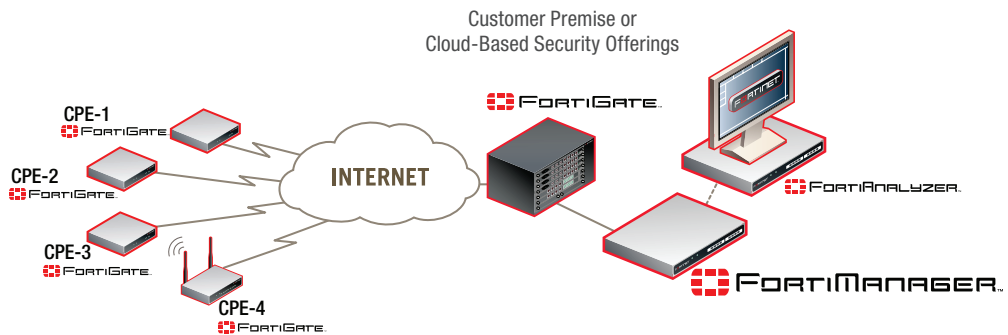 Customer Premise or
Cloud-Based Security Offerings
CPE-1
FORTIGATE
CPE-2
FORTIGATE
CPE-3
FORTIGATE
CPE-4
FORTIGATE
INTERNET
FORTIGATE
FORTINET
FORTIANALYZER
FORTIMANAGER